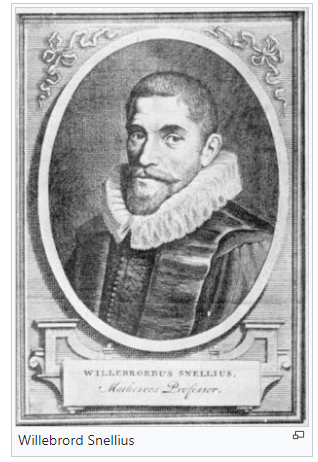 WILLEBRORDUS SNELLIUS,
Matheseos Professor.
Willebrord Snellius